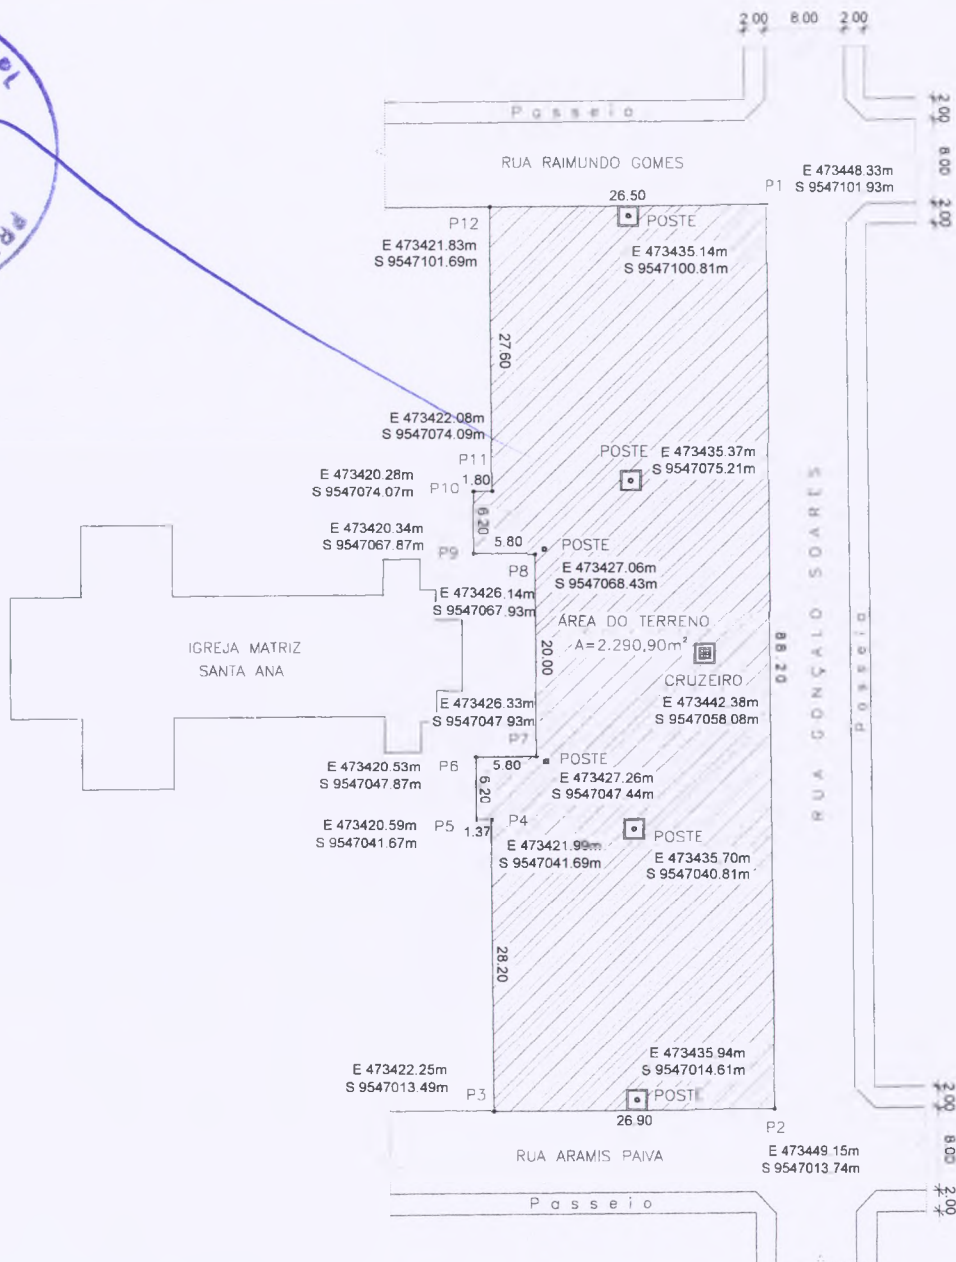 2.00 8.00 2.00
2.00
8.00
2.00
Passeio
RUA RAIMUNDO GOMES
P1
E 473448.33m
S 9547101.93m
26.50
P12
POSTE
E 473421.83m
S 9547101.69m
E 473435.14m
S 9547100.81m
27.60
E 473422.08m
S 9547074.09m
P11
POSTE
E 473435.37m
S 9547075.21m
E 473420.28m
S 9547074.07m
P10
1.80
6.20
E 473420.34m
S 9547067.87m
P9
5.80
POSTE
P8
E 473427.06m
S 9547068.43m
E 473426.14m
S 9547067.93m
ÁREA DO TERRENO
A=2.290,90m²
IGREJA MATRIZ
SANTA ANA
20.00
CRUZEIRO
88.20
RUA GONÇALO SOARES
passeio
E 473426.33m
S 9547047.93m
E 473442.38m
S 9547058.08m
P7
E 473420.53m
S 9547047.87m
P6
5.80
POSTE
E 473427.26m
S 9547047.44m
6.20
E 473420.59m
S 9547041.67m
P5
1.37
P4
E 473421.99m
S 9547041.69m
POSTE
E 473435.70m
S 9547040.81m
28.20
E 473422.25m
S 9547013.49m
P3
E 473435.94m
S 9547014.61m
POSTE
26.90
P2
E 473449.15m
S 9547013.74m
RUA ARAMIS PAIVA
Passeio
2.00
8.00
2.00